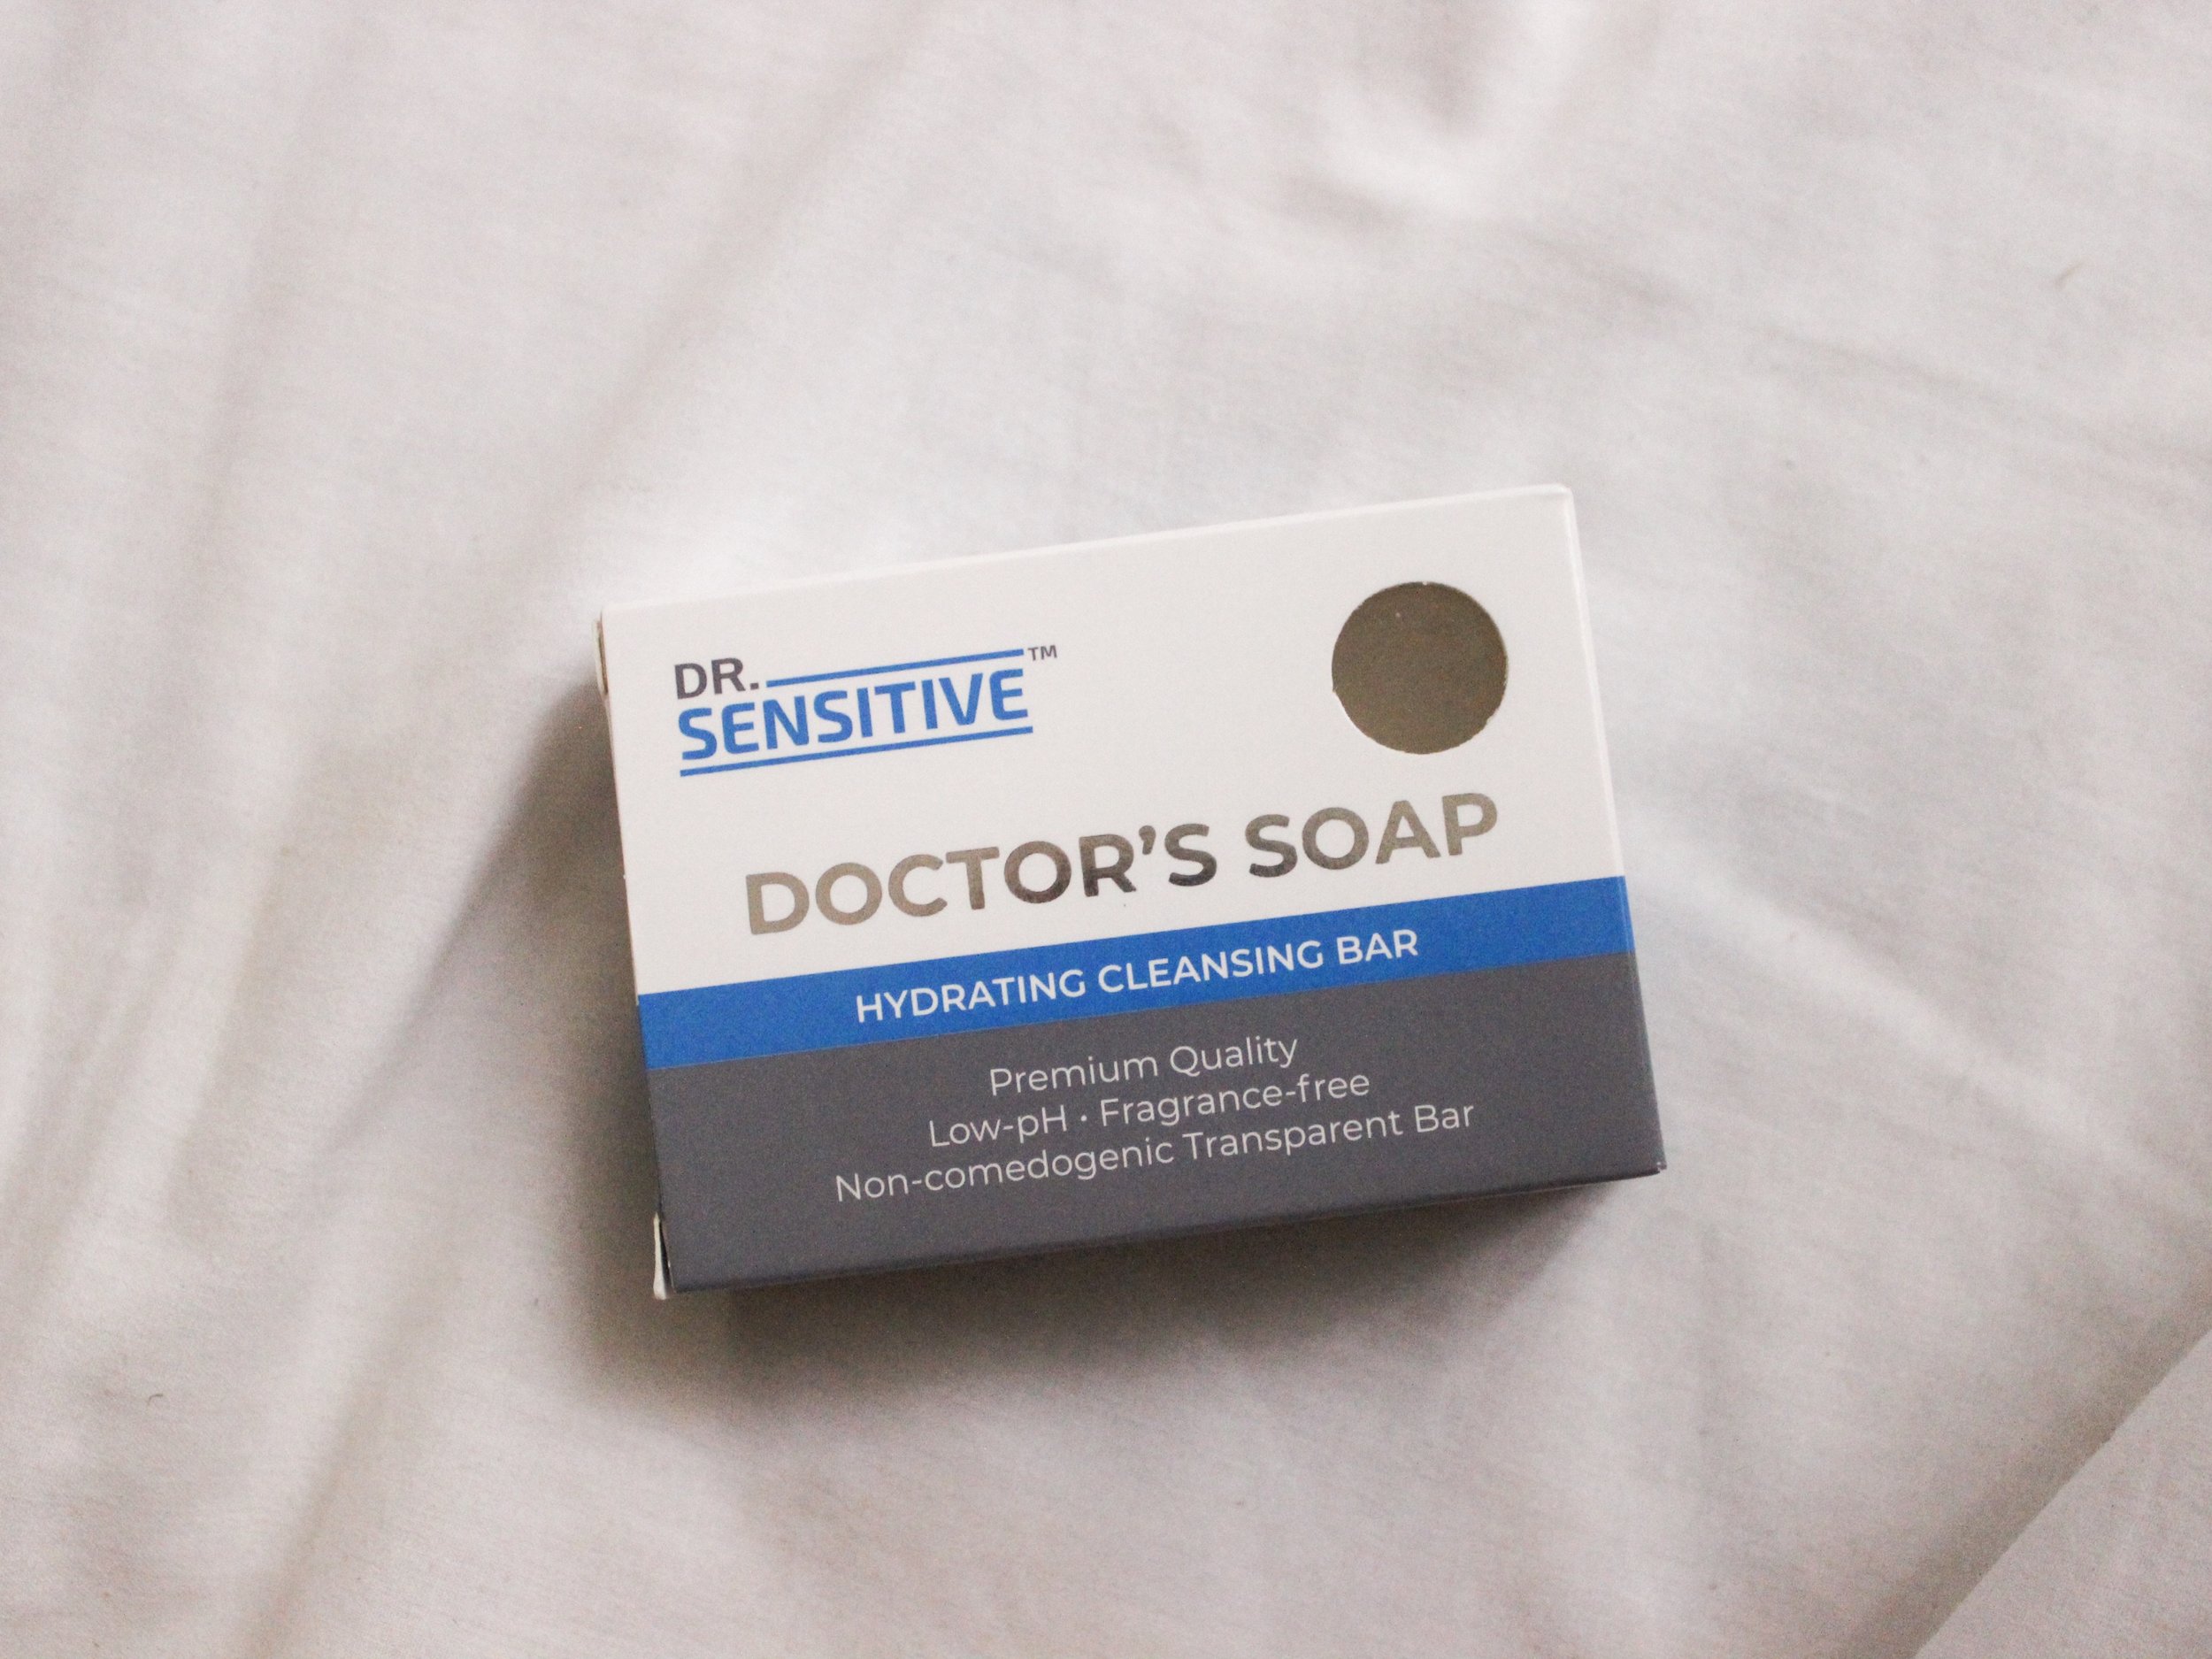 DR.
SENSITIVE™
DOCTOR'S SOAP
HYDRATING CLEANSING BAR
Premium Quality
Low-pH • Fragrance-free
Non-comedogenic Transparent Bar